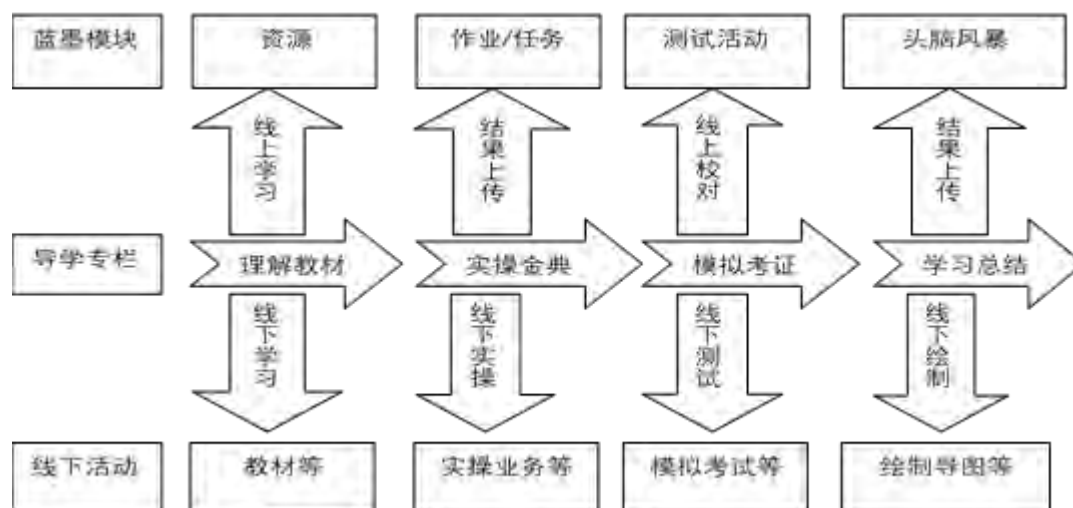 蓝墨模块
资源
作业/任务
测试活动
头脑风暴
线上学习
结果上传
线上校对
结果上传
导学专栏
理解教材
实操金典
模拟考证
学习总结
线下学习
线下实操
线下测试
线下绘制
线下活动
教材等
实操业务等
模拟考试等
绘制导图等